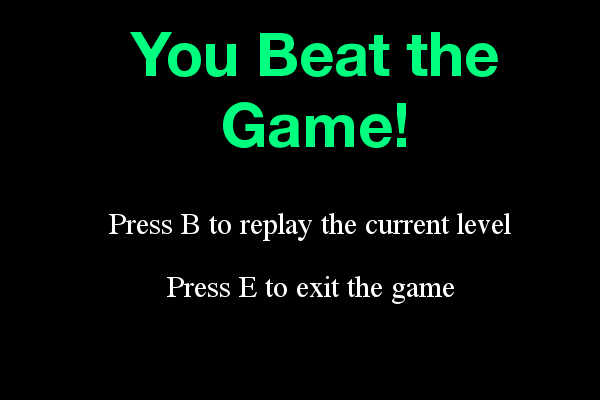 You Beat the
Game!
Press B to replay the current level
Press E to exit the game